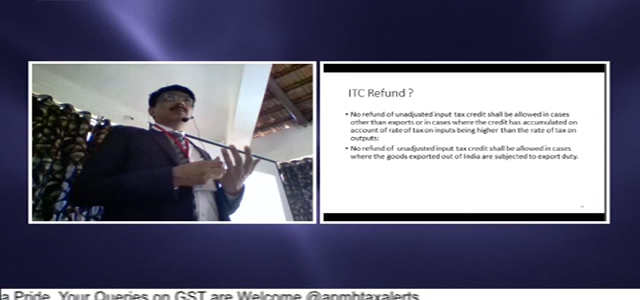 ITC Refund ?
• No refund of unadjusted input tax credit shall be allowed in cases
other than exports or in cases where the credit has accumulated on
account of rate of tax on inputs being higher than the rate of tax on
outputs:
• No refund of unadjusted input tax credit shall be allowed in cases
where the goods exported out of India are subjected to export duty.
a Pride. Your Queries on GST are Welcome @apmhtaxalerts